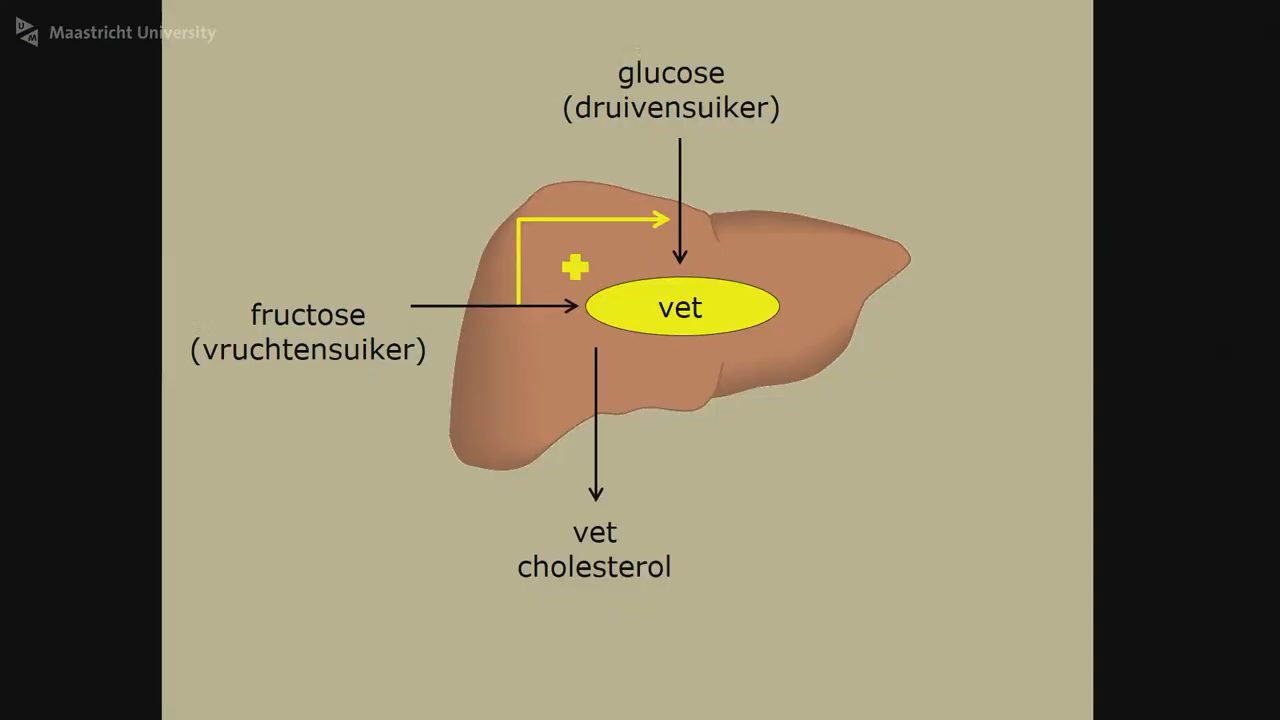 Maastricht University
glucose
(druivensuiker)
fructose
(vruchtensuiker)
vet
vet
cholesterol